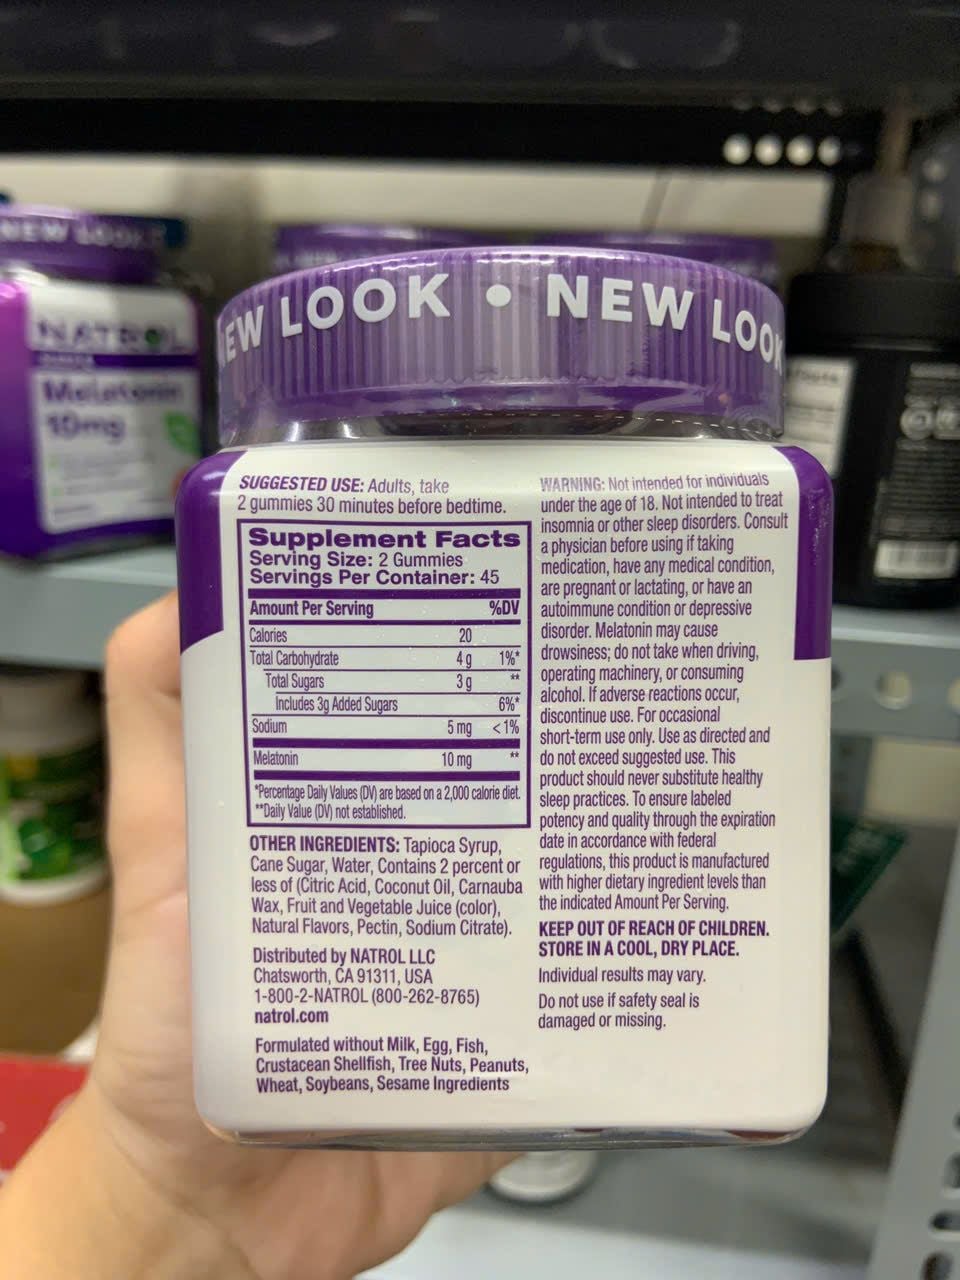 EW LOOK • NEW LOOK
NEW LOOK
NATROL
Melatonin
10mg
SUGGESTED USE: Adults, take
2 gummies 30 minutes before bedtime.
Supplement Facts
Serving Size: 2 Gummies
Servings Per Container: 45
Amount Per Serving %DV
Calories 20
Total Carbohydrate 4 g 1%*
Total Sugars 3 g **
Includes 3g Added Sugars 6%*
Sodium 5 mg <1%
Melatonin 10 mg **
*Percentage Daily Values (DV) are based on a 2,000 calorie diet.
**Daily Value (DV) not established.
OTHER INGREDIENTS: Tapioca Syrup,
Cane Sugar, Water, Contains 2 percent or
less of (Citric Acid, Coconut Oil, Carnauba
Wax, Fruit and Vegetable Juice (color),
Natural Flavors, Pectin, Sodium Citrate).
Distributed by NATROL LLC
Chatsworth, CA 91311, USA
1-800-2-NATROL (800-262-8765)
natrol.com
Formulated without Milk, Egg, Fish,
Crustacean Shellfish, Tree Nuts, Peanuts,
Wheat, Soybeans, Sesame Ingredients
WARNING: Not intended for individuals
under the age of 18. Not intended to treat
insomnia or other sleep disorders. Consult
a physician before using if taking
medication, have any medical condition,
are pregnant or lactating, or have an
autoimmune condition or depressive
disorder. Melatonin may cause
drowsiness; do not take when driving,
operating machinery, or consuming
alcohol. If adverse reactions occur,
discontinue use. For occasional
short-term use only. Use as directed and
do not exceed suggested use. This
product should never substitute healthy
sleep practices. To ensure labeled
potency and quality through the expiration
date in accordance with federal
regulations, this product is manufactured
with higher dietary ingredient levels than
the indicated Amount Per Serving.
KEEP OUT OF REACH OF CHILDREN.
STORE IN A COOL, DRY PLACE.
Individual results may vary.
Do not use if safety seal is
damaged or missing.